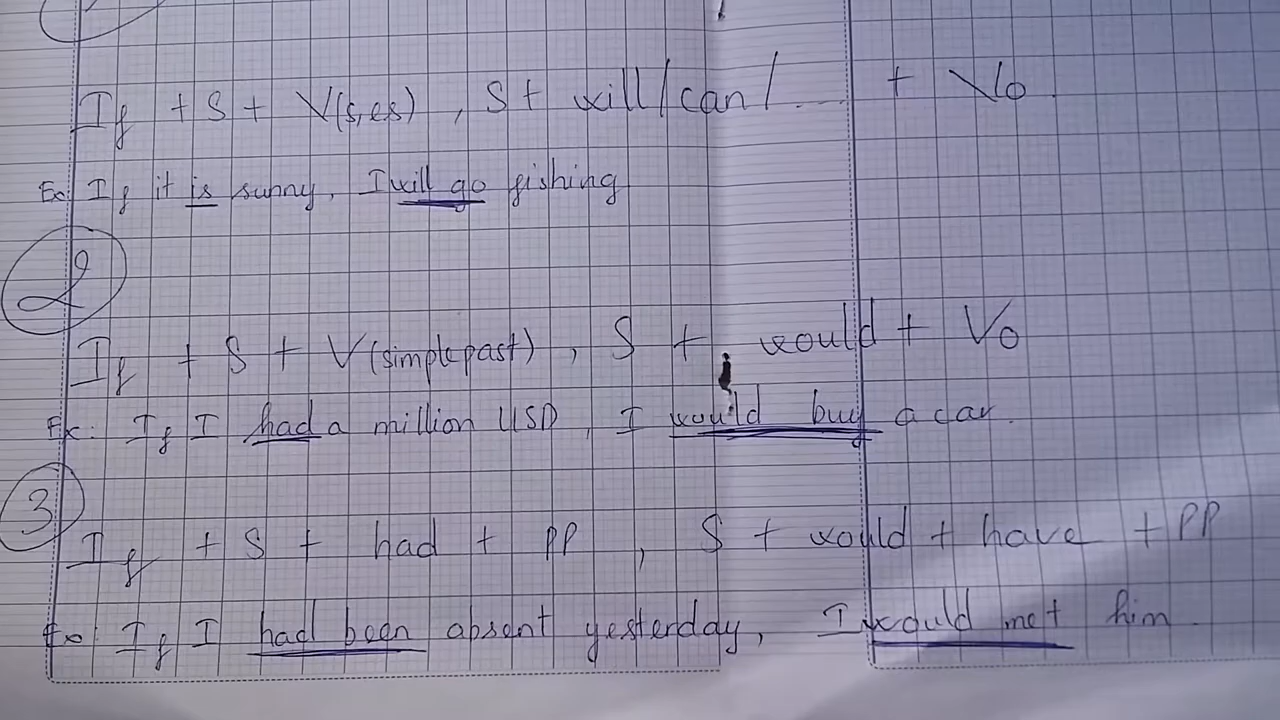 If + S + V(s,es) , S + will/can/.... + Vo.
Ex: If it is sunny, I will go fishing
2
If + S + V (simple past) , S + would + Vo
Ex: If I had a million USD, I would buy a car.
3
If + S + had + PP , S + would + have + PP
Ex: If I had been absent yesterday, I would met him.